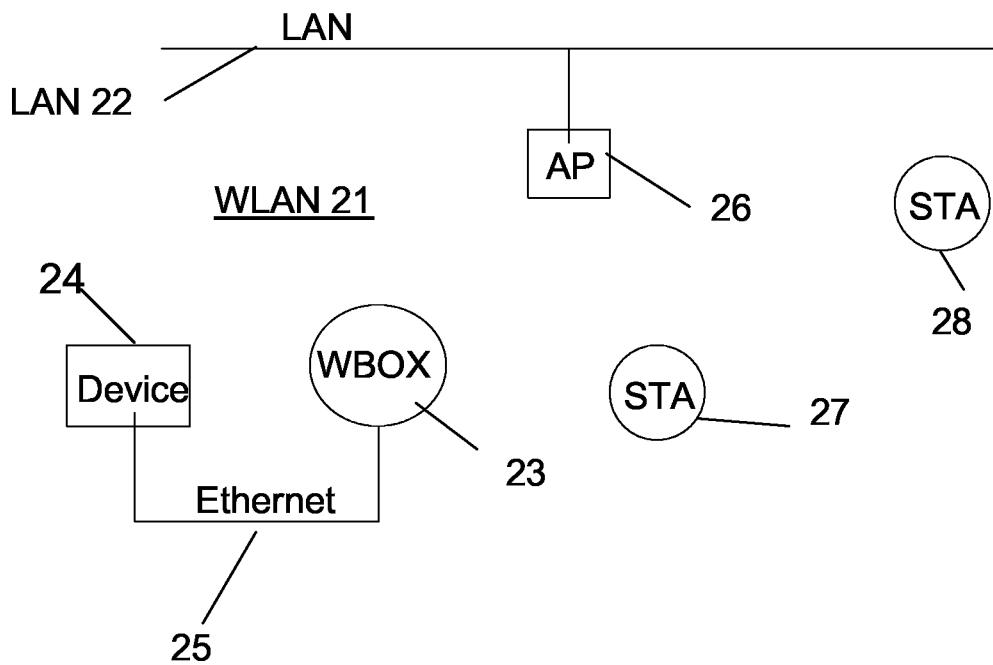 LAN
LAN 22
AP
WLAN 21
26
STA
24
28
WBOX
Device
STA
27
23
Ethernet
25